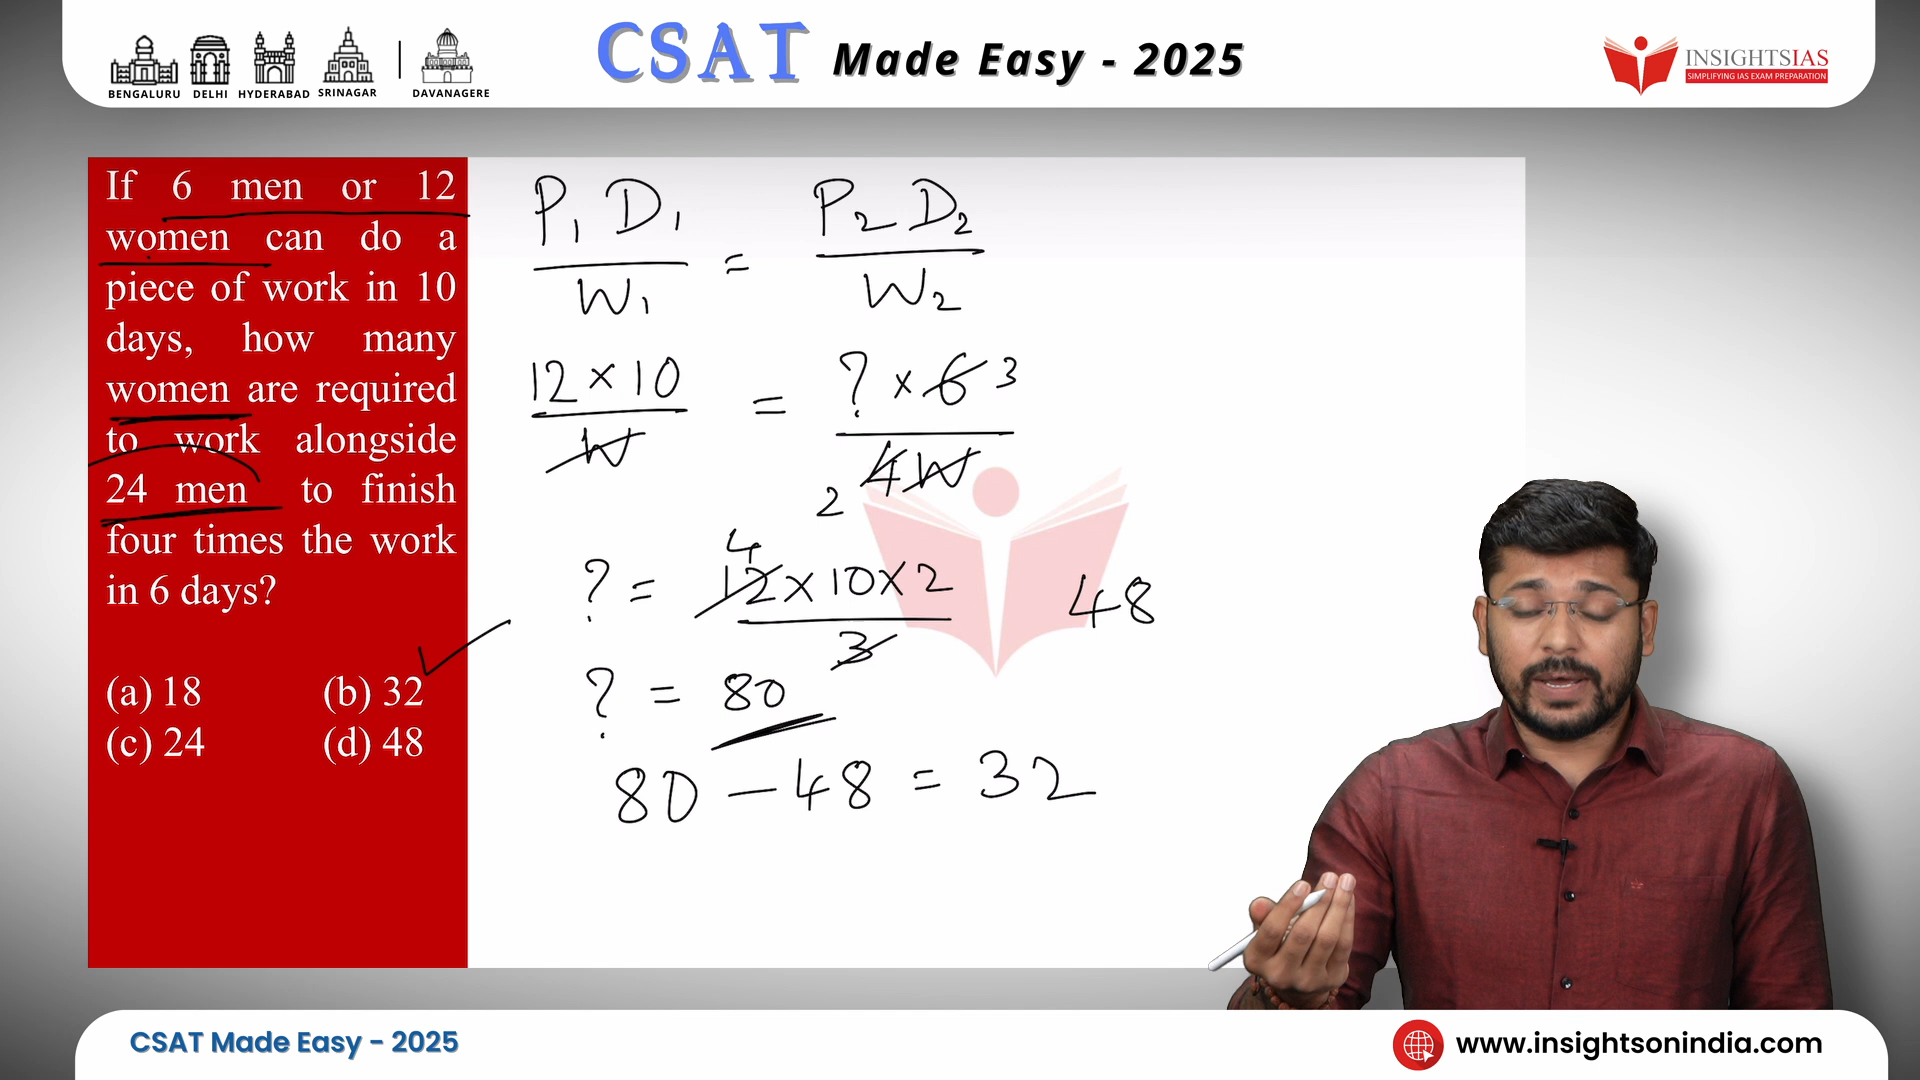 CSAT Made Easy - 2025
BENGALURU DELHI HYDERABAD SRINAGAR DAVANAGERE
INSIGHTSIAS
SIMPLIFYING IAS EXAM PREPARATION
If 6 men or 12
women can do a
piece of work in 10
days, how many
women are required
to work alongside
24 men to finish
four times the work
in 6 days?
(a) 18 (b) 32
(c) 24 (d) 48
P₁ D₁ / W₁ = P₂ D₂ / W₂
12 × 10 / W = ? × 6 3 / 4W 2
? = 4 12 × 10 × 2 / 3
48
? = 80
80 – 48 = 32
CSAT Made Easy - 2025
www.insightsonindia.com